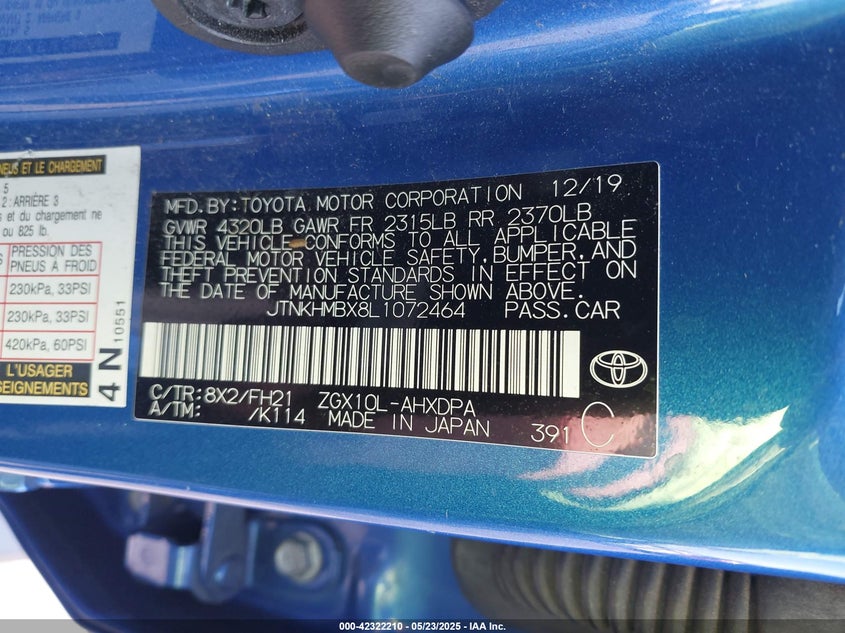 MFD. BY: TOYOTA MOTOR CORPORATION 12/19
GVWR 4320LB GAWR FR 2315LB RR 2370LB
THIS VEHICLE CONFORMS TO ALL APPLICABLE
FEDERAL MOTOR VEHICLE SAFETY, BUMPER, AND
THEFT PREVENTION STANDARDS IN EFFECT ON
THE DATE OF MANUFACTURE SHOWN ABOVE.
JTNKHMBX8L1072464 PASS.CAR
C/TR: 8X2/FH21 ZGX10L-AHXDPA
A/TM: /K114 MADE IN JAPAN 391 C
PNEUS ET LE CHARGEMENT
5
2 : ARRIÈRE 3
et du chargement ne
ou 825 lb.
PRESSION DES
PNEUS À FROID
230kPa, 33PSI
230kPa, 33PSI
420kPa, 60PSI
L'USAGER
ENSEIGNEMENTS
4N 10551
000-42322210 - 05/23/2025 - IAA Inc.